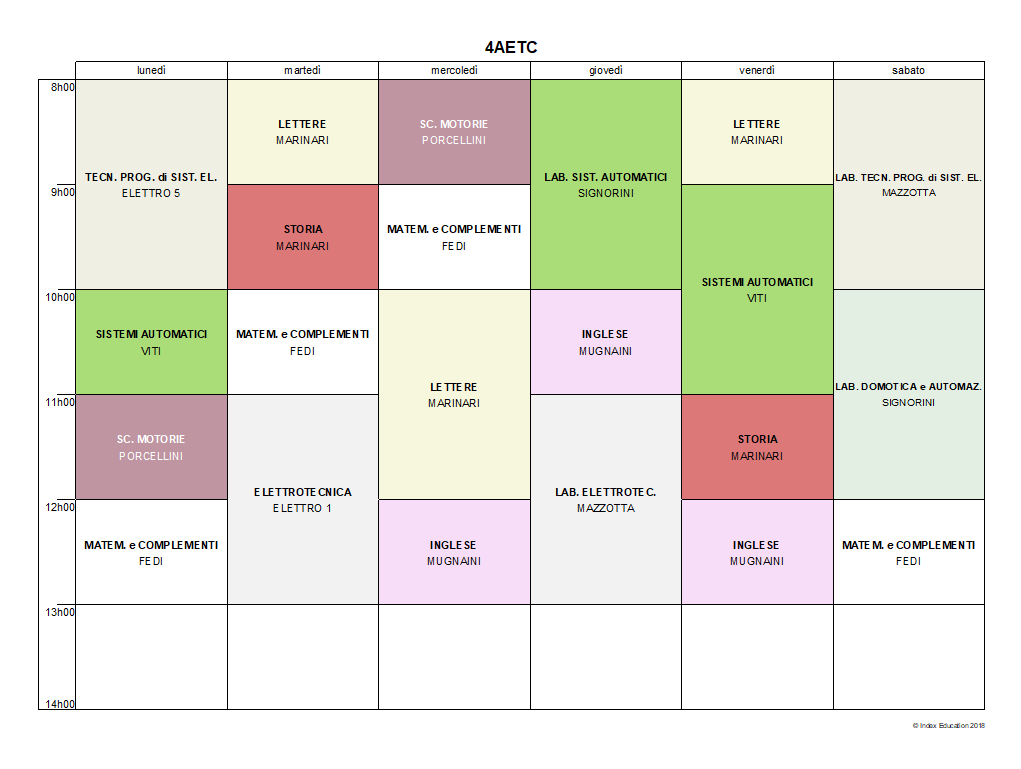 4AETC
lunedì
martedì
mercoledì
giovedì
venerdì
sabato
8h00
9h00
10h00
11h00
12h00
13h00
14h00
TECN. PROG. di SIST. EL.
ELETTRO 5
SISTEMI AUTOMATICI
VITI
SC. MOTORIE
PORCELLINI
MATEM. e COMPLEMENTI
FEDI
LETTERE
MARINARI
STORIA
MARINARI
MATEM. e COMPLEMENTI
FEDI
ELETTROTECNICA
ELETTRO 1
SC. MOTORIE
PORCELLINI
MATEM. e COMPLEMENTI
FEDI
LETTERE
MARINARI
INGLESE
MUGNAINI
LAB. SIST. AUTOMATICI
SIGNORINI
INGLESE
MUGNAINI
LAB. ELETTROTEC.
MAZZOTTA
LETTERE
MARINARI
SISTEMI AUTOMATICI
VITI
STORIA
MARINARI
INGLESE
MUGNAINI
LAB. TECN. PROG. di SIST. EL.
MAZZOTTA
LAB. DOMOTICA e AUTOMAZ.
SIGNORINI
MATEM. e COMPLEMENTI
FEDI
© Index Education 2018